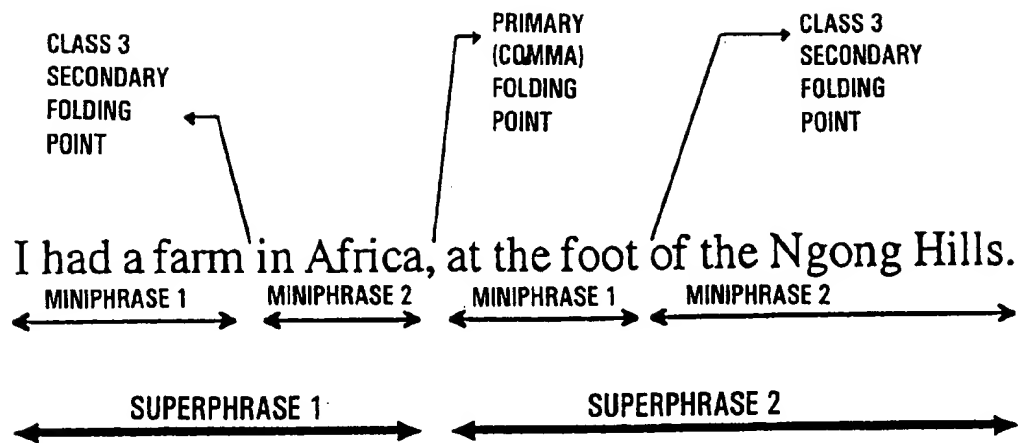 CLASS 3
SECONDARY
FOLDING
POINT
PRIMARY
(COMMA)
FOLDING
POINT
CLASS 3
SECONDARY
FOLDING
POINT
I had a farm in Africa, at the foot of the Ngong Hills.
MINIPHRASE 1 MINIPHRASE 2 MINIPHRASE 1 MINIPHRASE 2
SUPERPHRASE 1 SUPERPHRASE 2